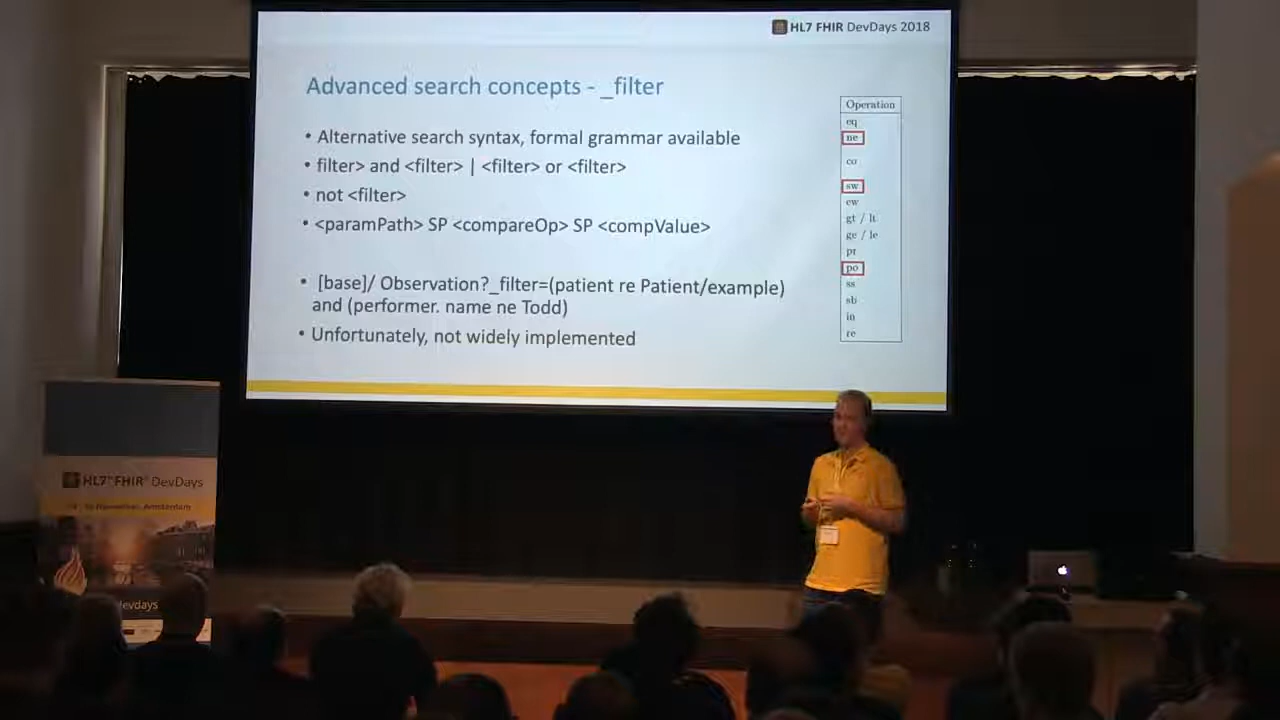 HL7 FHIR DevDays 2018
Advanced search concepts - _filter
• Alternative search syntax, formal grammar available
• filter> and <filter> | <filter> or <filter>
• not <filter>
• <paramPath> SP <compareOp> SP <compValue>
• [base]/ Observation?_filter=(patient re Patient/example)
and (performer. name ne Todd)
• Unfortunately, not widely implemented
Operation
eq
ne
co
sw
ew
gt / lt
ge / le
pr
po
ss
sb
in
re
HL7® FHIR® DevDays
November, Amsterdam
devdays